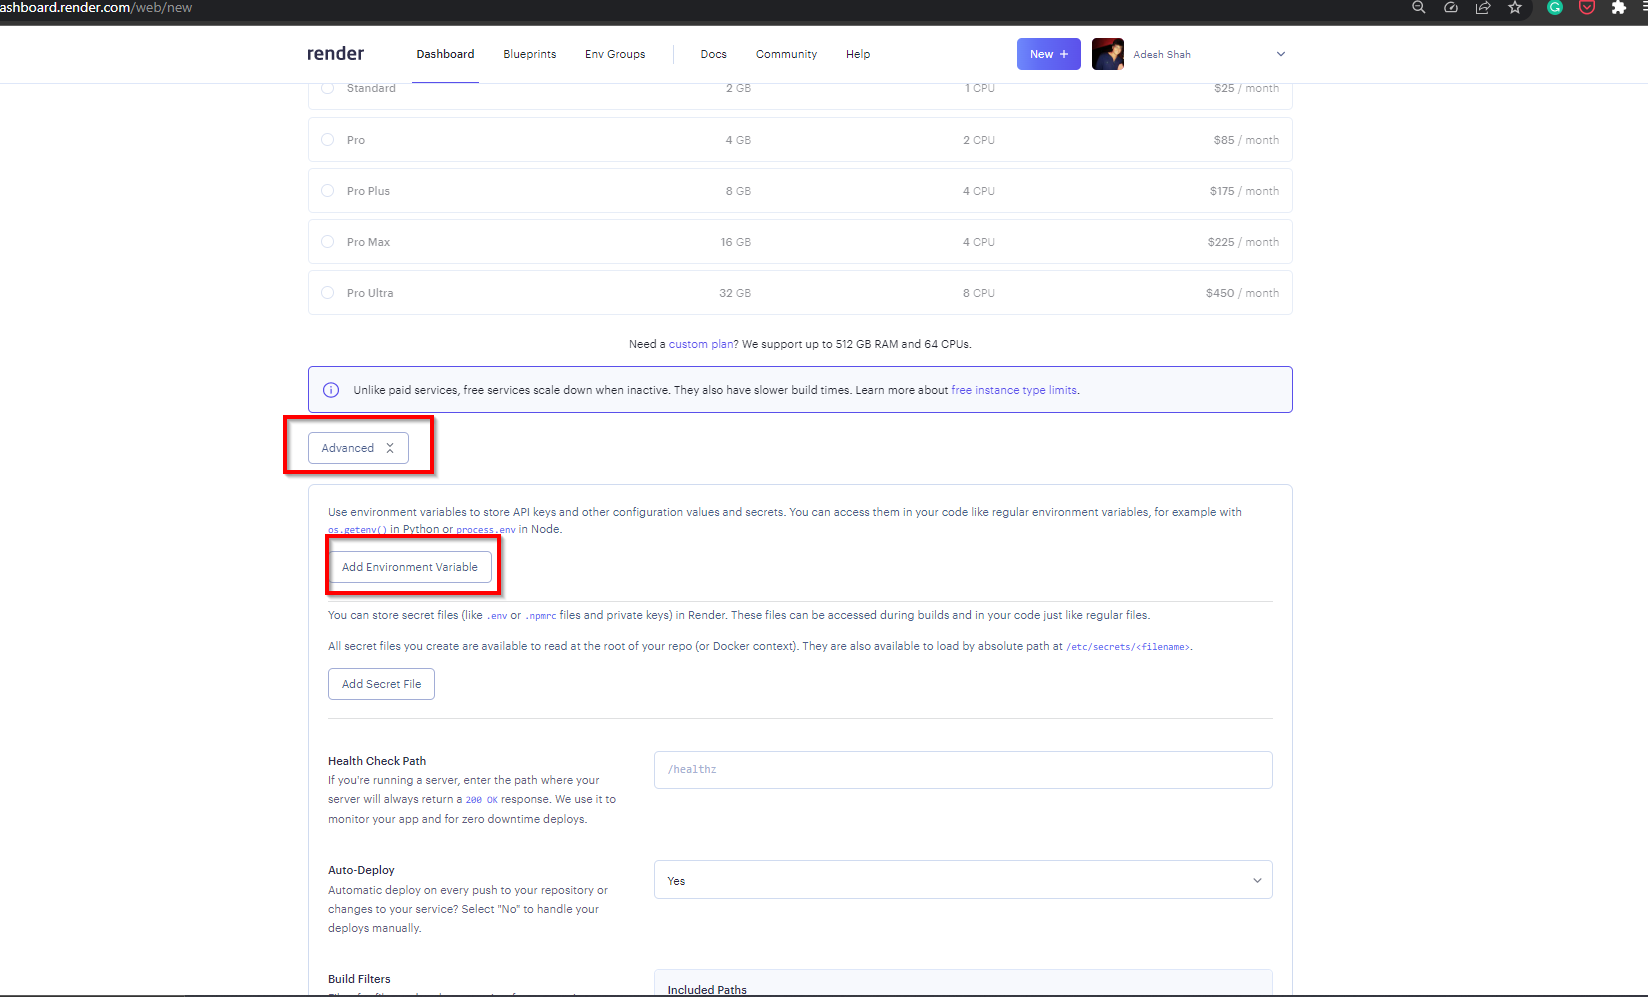 ashboard.render.com/web/new
render Dashboard Blueprints Env Groups Docs Community Help New + Adesh Shah
Standard 2 GB 1 CPU $25 / month
Pro 4 GB 2 CPU $85 / month
Pro Plus 8 GB 4 CPU $175 / month
Pro Max 16 GB 4 CPU $225 / month
Pro Ultra 32 GB 8 CPU $450 / month
Need a custom plan? We support up to 512 GB RAM and 64 CPUs.
Unlike paid services, free services scale down when inactive. They also have slower build times. Learn more about free instance type limits.
Advanced
Use environment variables to store API keys and other configuration values and secrets. You can access them in your code like regular environment variables, for example with
os.getenv() in Python or process.env in Node.
Add Environment Variable
You can store secret files (like .env or .npmrc files and private keys) in Render. These files can be accessed during builds and in your code just like regular files.
All secret files you create are available to read at the root of your repo (or Docker context). They are also available to load by absolute path at /etc/secrets/<filename>.
Add Secret File
Health Check Path
If you're running a server, enter the path where your
server will always return a 200 OK response. We use it to
monitor your app and for zero downtime deploys.
/healthz
Auto-Deploy
Automatic deploy on every push to your repository or
changes to your service? Select "No" to handle your
deploys manually.
Yes
Build Filters
Included Paths